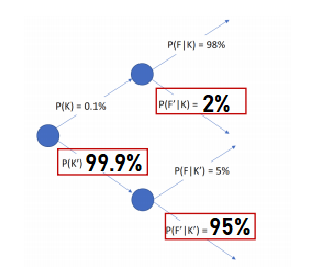 P(F|K) = 98%
P(K) = 0.1%
P(F'|K) = 2%
P(K') 99.9%
P(F|K') = 5%
P(F'|K') = 95%